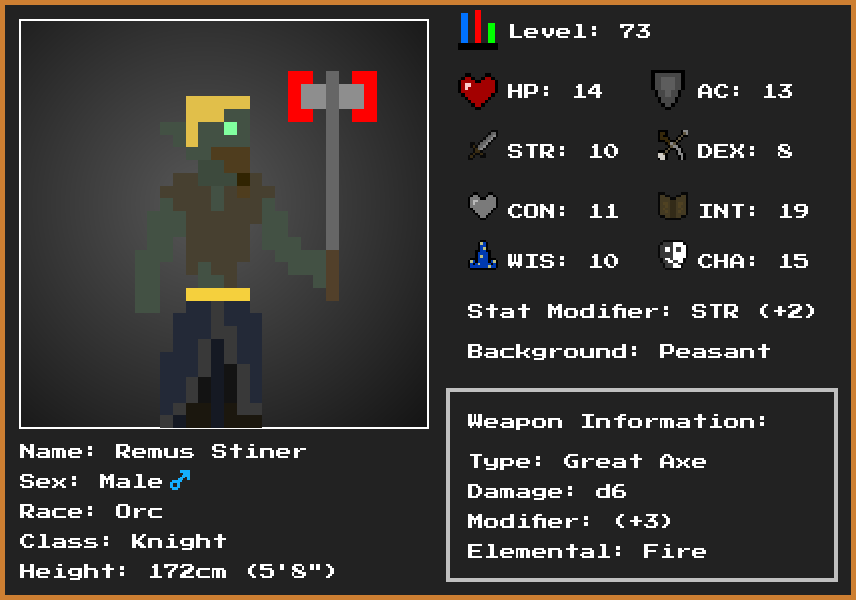 Level: 73
HP: 14 AC: 13
STR: 10 DEX: 8
CON: 11 INT: 19
WIS: 10 CHA: 15
Stat Modifier: STR (+2)
Background: Peasant
Weapon Information:
Type: Great Axe
Damage: d6
Modifier: (+3)
Elemental: Fire
Name: Remus Stiner
Sex: Male ♂
Race: Orc
Class: Knight
Height: 172cm (5'8")